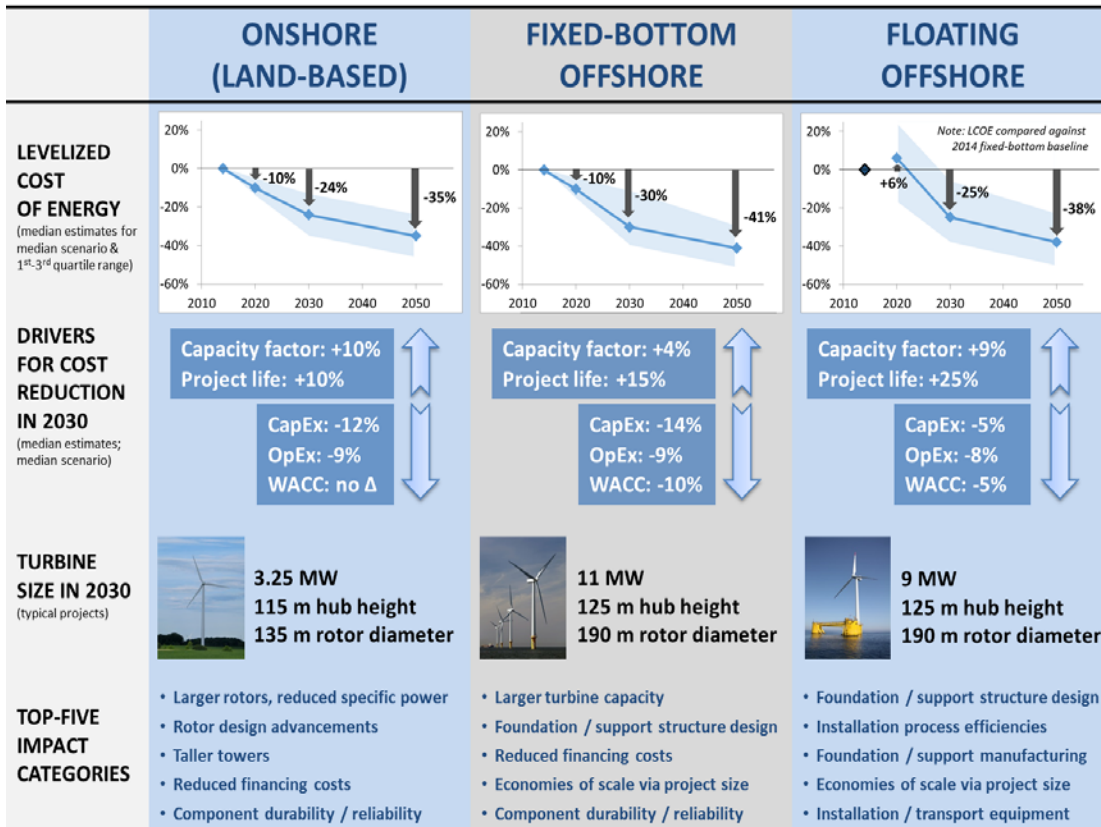 ONSHORE
(LAND-BASED)
FIXED-BOTTOM
OFFSHORE
FLOATING
OFFSHORE
LEVELIZED
COST
OF ENERGY
(median estimates for
median scenario &
1st-3rd quartile range)
20%
0%
-20%
-40%
-60%
-10%
-24%
-35%
2010 2020 2030 2040 2050
20%
0%
-20%
-40%
-60%
-10%
-30%
-41%
2010 2020 2030 2040 2050
Note: LCOE compared against
2014 fixed-bottom baseline
20%
0%
-20%
-40%
-60%
+6%
-25%
-38%
2010 2020 2030 2040 2050
DRIVERS
FOR COST
REDUCTION
IN 2030
(median estimates;
median scenario)
Capacity factor: +10%
Project life: +10%
CapEx: -12%
OpEx: -9%
WACC: no Δ
Capacity factor: +4%
Project life: +15%
CapEx: -14%
OpEx: -9%
WACC: -10%
Capacity factor: +9%
Project life: +25%
CapEx: -5%
OpEx: -8%
WACC: -5%
TURBINE
SIZE IN 2030
(typical projects)
3.25 MW
115 m hub height
135 m rotor diameter
11 MW
125 m hub height
190 m rotor diameter
9 MW
125 m hub height
190 m rotor diameter
TOP-FIVE
IMPACT
CATEGORIES
• Larger rotors, reduced specific power
• Rotor design advancements
• Taller towers
• Reduced financing costs
• Component durability / reliability
• Larger turbine capacity
• Foundation / support structure design
• Reduced financing costs
• Economies of scale via project size
• Component durability / reliability
• Foundation / support structure design
• Installation process efficiencies
• Foundation / support manufacturing
• Economies of scale via project size
• Installation / transport equipment